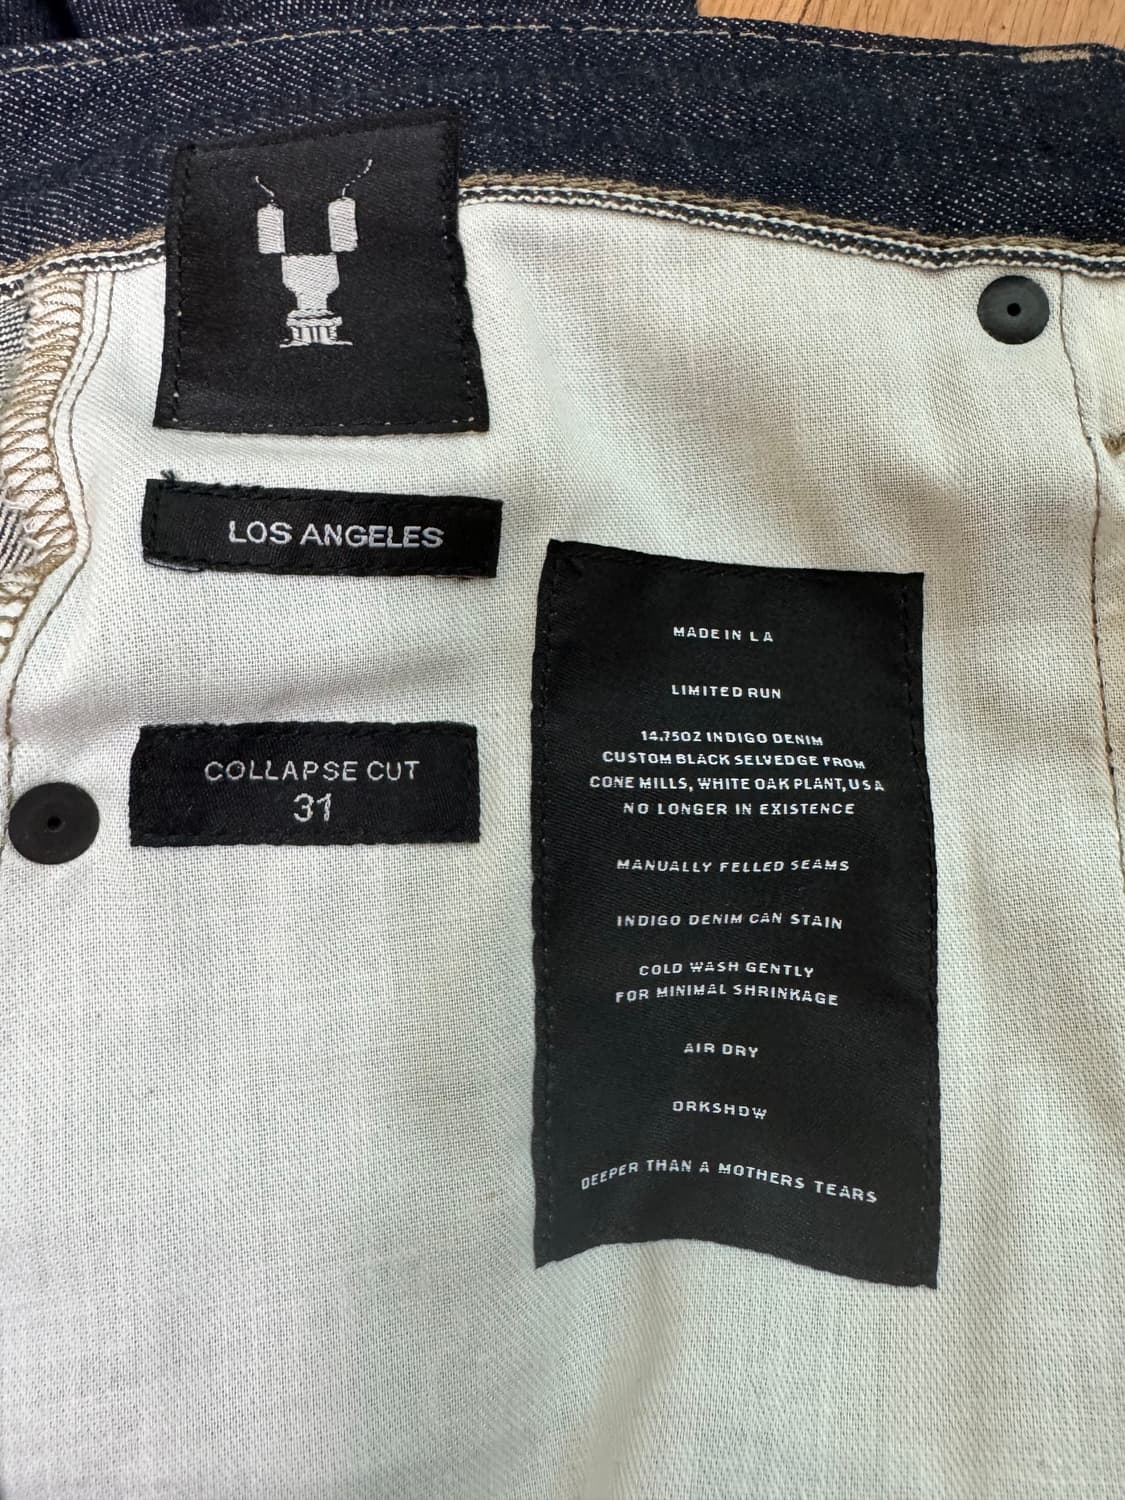 LOS ANGELES
COLLAPSE CUT
31
MADE IN LA
LIMITED RUN
14.75OZ INDIGO DENIM
CUSTOM BLACK SELVEDGE FROM
CONE MILLS, WHITE OAK PLANT, USA
NO LONGER IN EXISTENCE
MANUALLY FELLED SEAMS
INDIGO DENIM CAN STAIN
COLD WASH GENTLY
FOR MINIMAL SHRINKAGE
AIR DRY
ORKSHOW
DEEPER THAN A MOTHERS TEARS